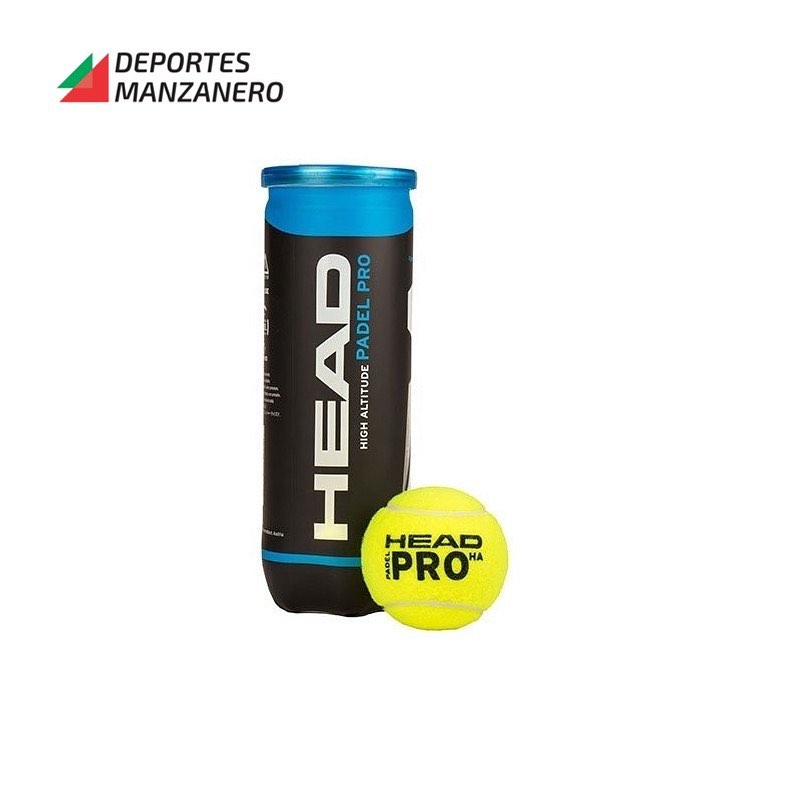 DEPORTES
MANZANERO
HEAD
HIGH ALTITUDE PADEL PRO
HEAD
PADEL PRO HA